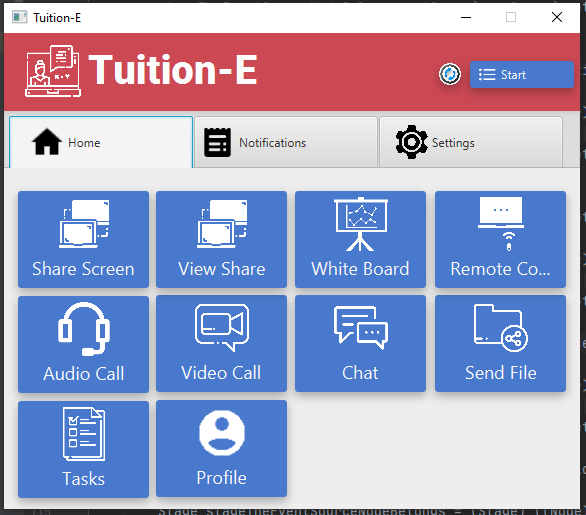 Tuition-E
Tuition-E
Start
Home
Notifications
Settings
Share Screen
View Share
White Board
Remote Co...
Audio Call
Video Call
Chat
Send File
Tasks
Profile